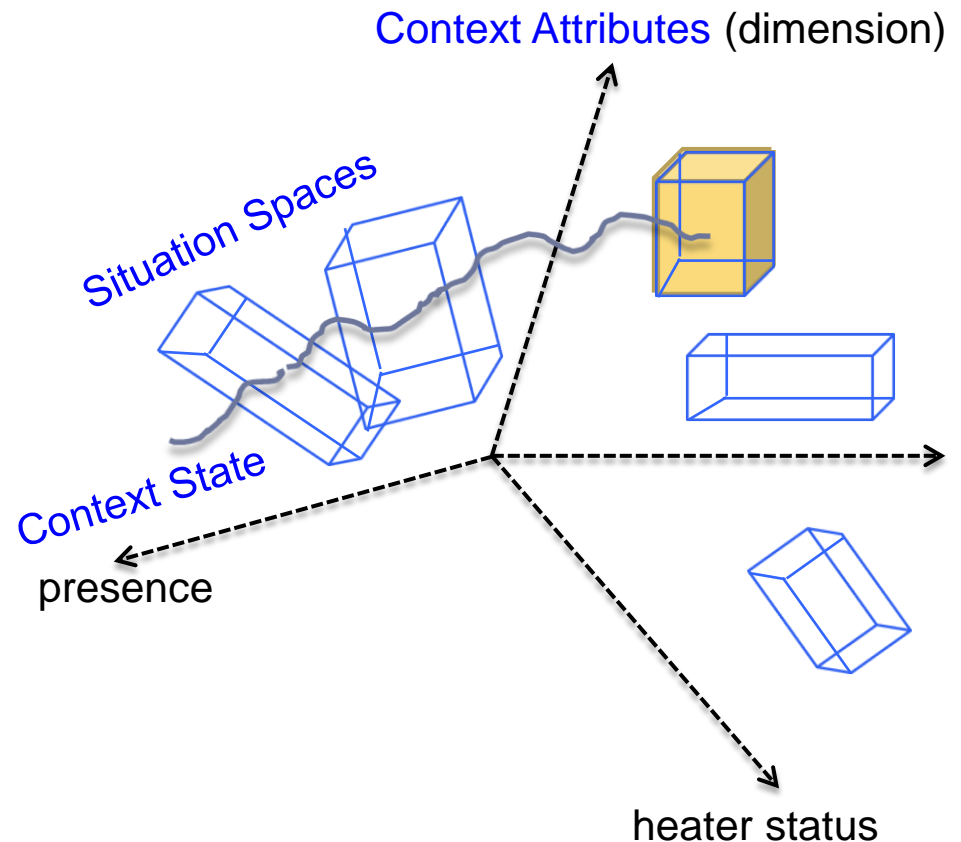 Context Attributes (dimension)
Situation Spaces
Context State
presence
heater status